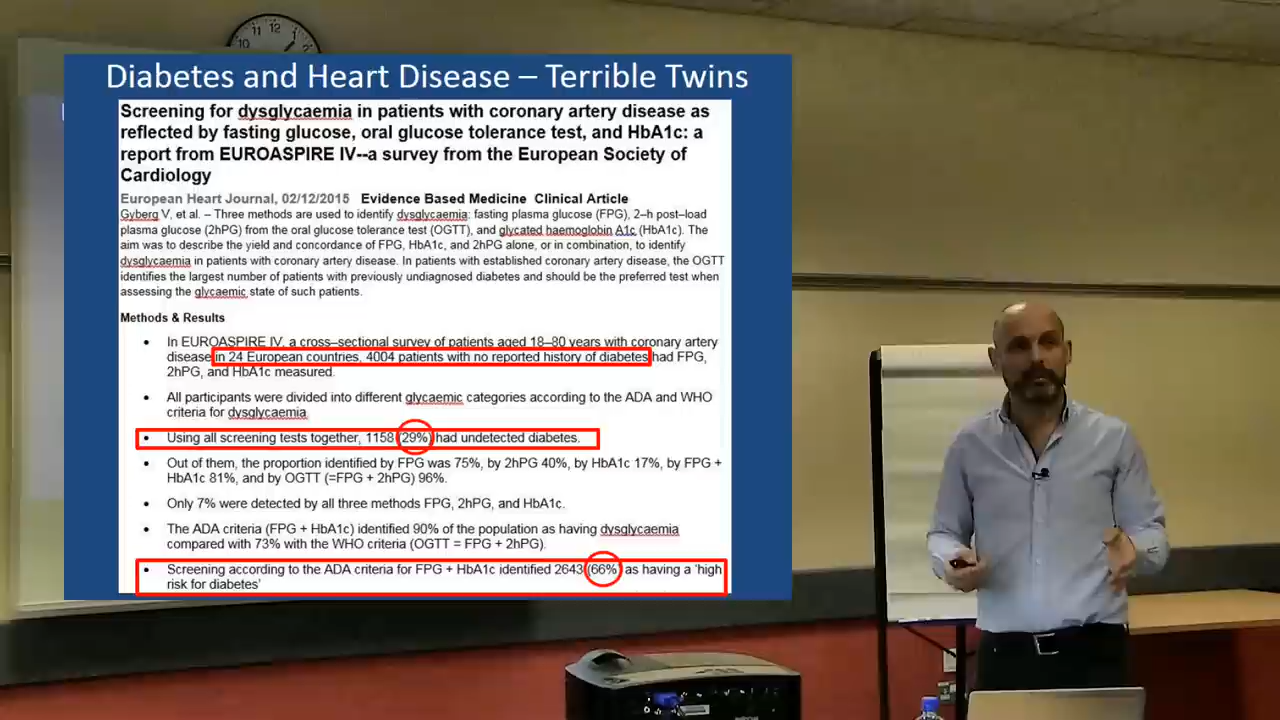 12
11
1
10
Diabetes and Heart Disease – Terrible Twins
Screening for dysglycaemia in patients with coronary artery disease as
reflected by fasting glucose, oral glucose tolerance test, and HbA1c: a
report from EUROASPIRE IV--a survey from the European Society of
Cardiology
European Heart Journal, 02/12/2015 Evidence Based Medicine Clinical Article
Gyberg V, et al. – Three methods are used to identify dysglycaemia: fasting plasma glucose (FPG), 2–h post–load
plasma glucose (2hPG) from the oral glucose tolerance test (OGTT), and glycated haemoglobin A1c (HbA1c). The
aim was to describe the yield and concordance of FPG, HbA1c, and 2hPG alone, or in combination, to identify
dysglycaemia in patients with coronary artery disease. In patients with established coronary artery disease, the OGTT
identifies the largest number of patients with previously undiagnosed diabetes and should be the preferred test when
assessing the glycaemic state of such patients.
Methods & Results
• In EUROASPIRE IV, a cross–sectional survey of patients aged 18–80 years with coronary artery
disease in 24 European countries, 4004 patients with no reported history of diabetes had FPG,
2hPG, and HbA1c measured.
• All participants were divided into different glycaemic categories according to the ADA and WHO
criteria for dysglycaemia
• Using all screening tests together, 1158 (29%) had undetected diabetes.
• Out of them, the proportion identified by FPG was 75%, by 2hPG 40%, by HbA1c 17%, by FPG +
HbA1c 81%, and by OGTT (=FPG + 2hPG) 96%.
• Only 7% were detected by all three methods FPG, 2hPG, and HbA1c.
• The ADA criteria (FPG + HbA1c) identified 90% of the population as having dysglycaemia
compared with 73% with the WHO criteria (OGTT = FPG + 2hPG).
• Screening according to the ADA criteria for FPG + HbA1c identified 2643 (66%) as having a 'high
risk for diabetes'